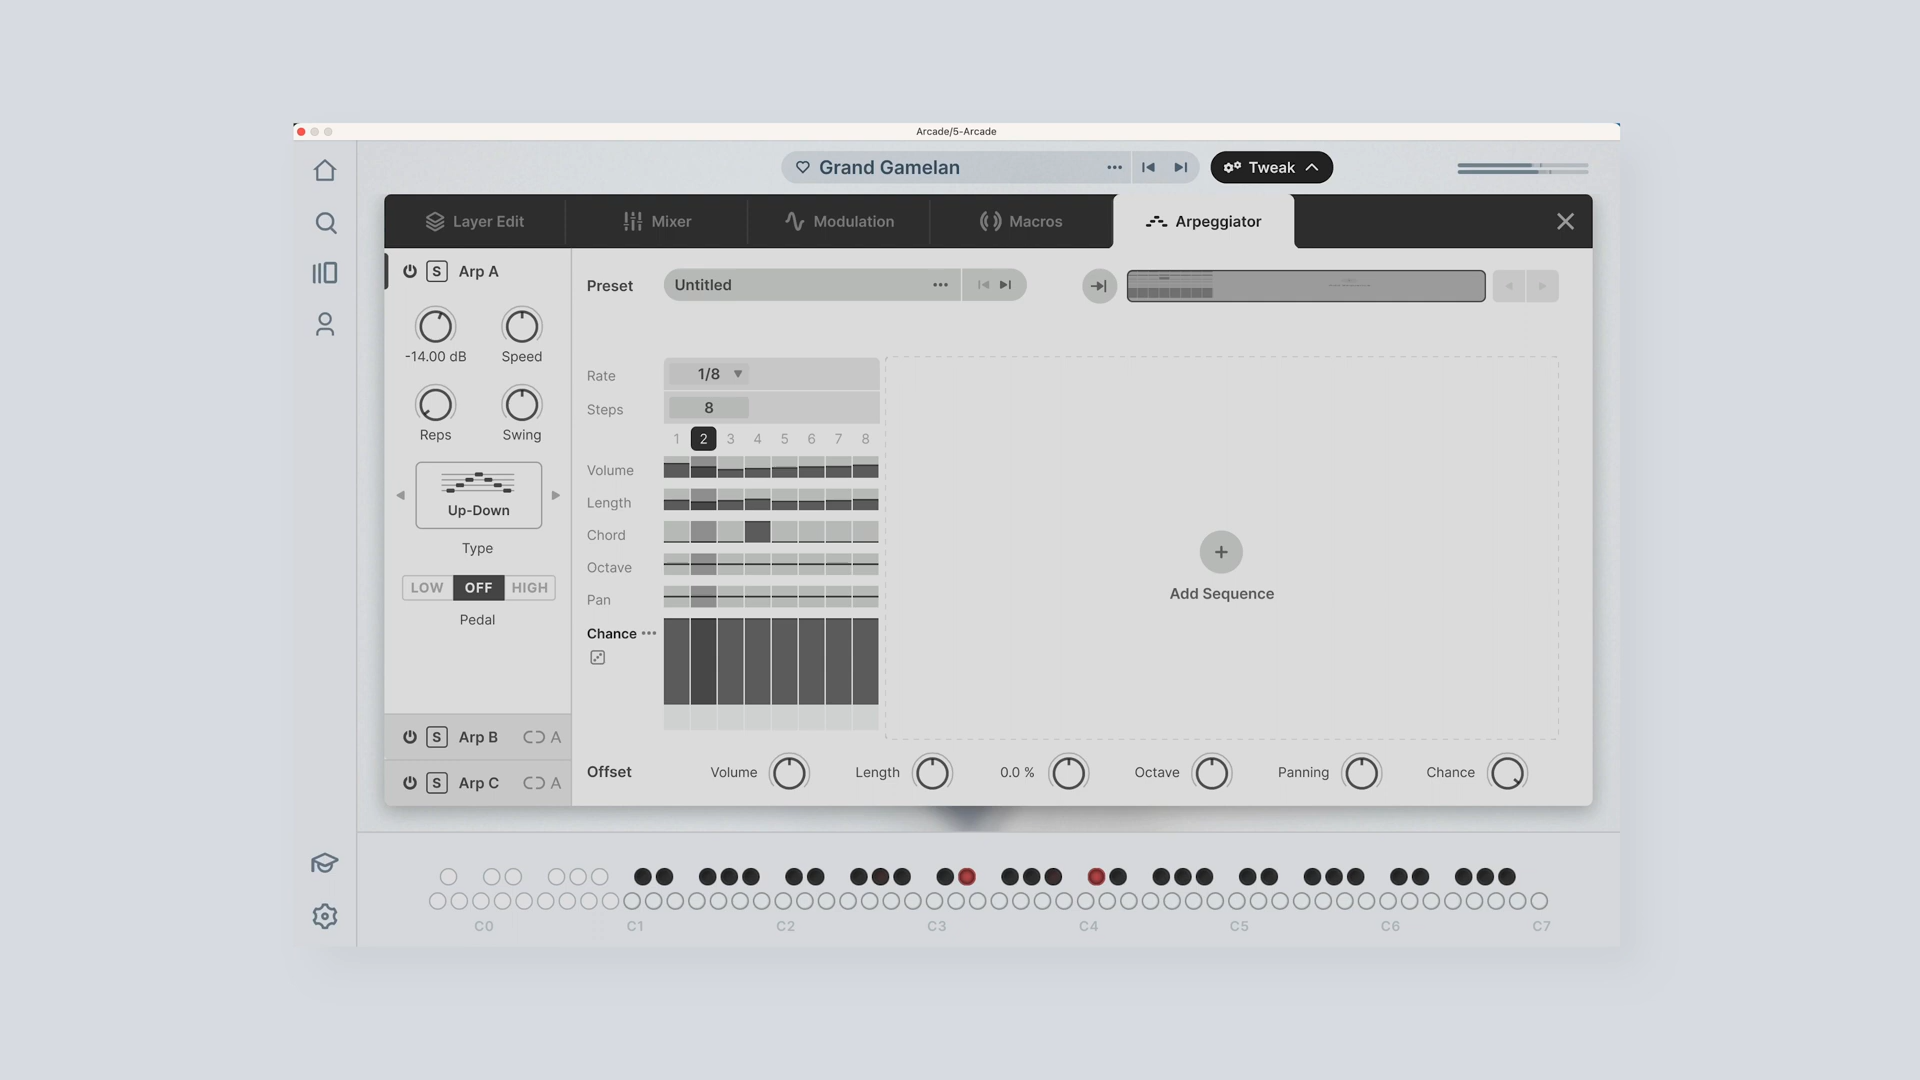 Arcade/5-Arcade
Grand Gamelan
Tweak
Layer Edit
Mixer
Modulation
Macros
Arpeggiator
S Arp A
-14.00 dB
Speed
Reps
Swing
Up-Down
Type
LOW OFF HIGH
Pedal
S Arp B A
S Arp C A
Preset
Untitled
Rate
1/8
Steps
8
1 2 3 4 5 6 7 8
Volume
Length
Chord
Octave
Pan
Chance
Add Sequence
Offset
Volume
Length
0.0 %
Octave
Panning
Chance
C0 C1 C2 C3 C4 C5 C6 C7